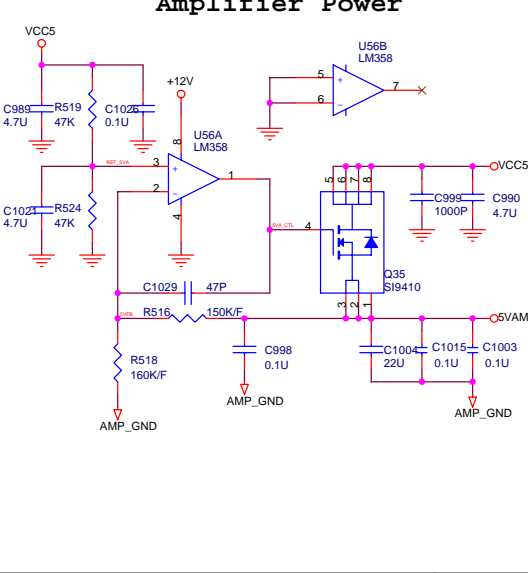 Amplifier Power
VCC5
U56B
LM358
5
6
7
+
-
+12V
C989
4.7U
R519
47K
C1026
0.1U
U56A
LM358
8
3
2
1
4
+
-
REF_5VA
5VA_CTL
C1021
4.7U
R524
47K
VCC5
5
6
7
8
C999
1000P
C990
4.7U
4
Q35
SI9410
3
2
1
C1029
47P
R516
150K/F
5VFB
5VAM
R518
160K/F
C998
0.1U
C1004
22U
C1015
0.1U
C1003
0.1U
AMP_GND
AMP_GND
AMP_GND